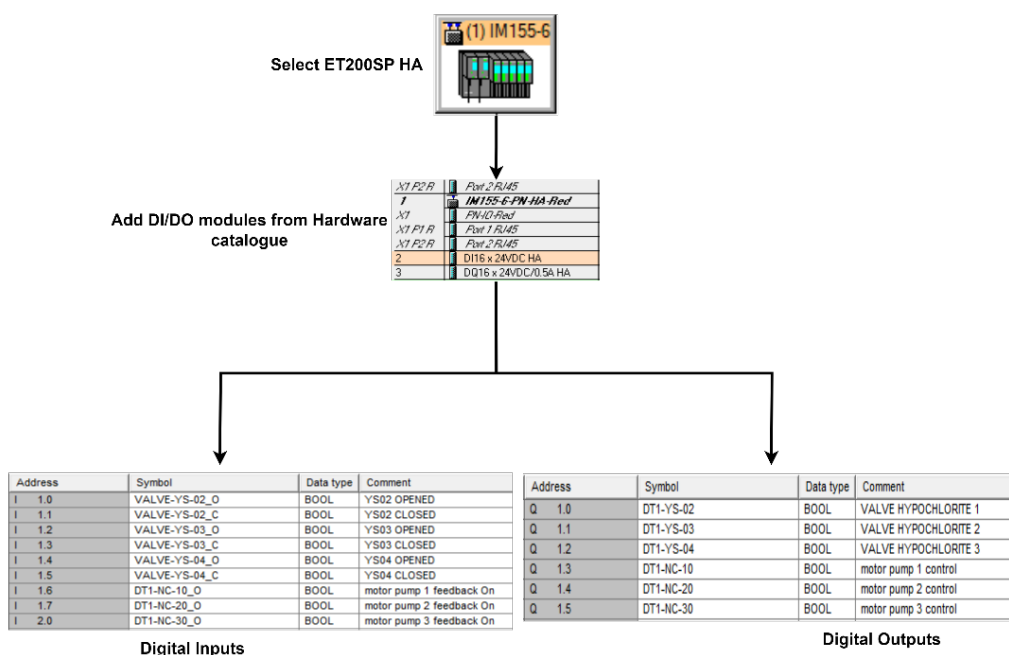 (1) IM155-6
Select ET200SP HA
X1 P2 R Port 2 RJ45
1 IM155-6-PN-HA-Red
X1 PN-IO-Red
X1 P1 R Port 1 RJ45
X1 P2 R Port 2 RJ45
2 DI16 x 24VDC HA
3 DQ16 x 24VDC/0.5A HA
Add DI/DO modules from Hardware
catalogue
Address Symbol Data type Comment
I 1.0 VALVE-YS-02_O BOOL YS02 OPENED
I 1.1 VALVE-YS-02_C BOOL YS02 CLOSED
I 1.2 VALVE-YS-03_O BOOL YS03 OPENED
I 1.3 VALVE-YS-03_C BOOL YS03 CLOSED
I 1.4 VALVE-YS-04_O BOOL YS04 OPENED
I 1.5 VALVE-YS-04_C BOOL YS04 CLOSED
I 1.6 DT1-NC-10_O BOOL motor pump 1 feedback On
I 1.7 DT1-NC-20_O BOOL motor pump 2 feedback On
I 2.0 DT1-NC-30_O BOOL motor pump 3 feedback On
Digital Inputs
Address Symbol Data type Comment
Q 1.0 DT1-YS-02 BOOL VALVE HYPOCHLORITE 1
Q 1.1 DT1-YS-03 BOOL VALVE HYPOCHLORITE 2
Q 1.2 DT1-YS-04 BOOL VALVE HYPOCHLORITE 3
Q 1.3 DT1-NC-10 BOOL motor pump 1 control
Q 1.4 DT1-NC-20 BOOL motor pump 2 control
Q 1.5 DT1-NC-30 BOOL motor pump 3 control
Digital Outputs